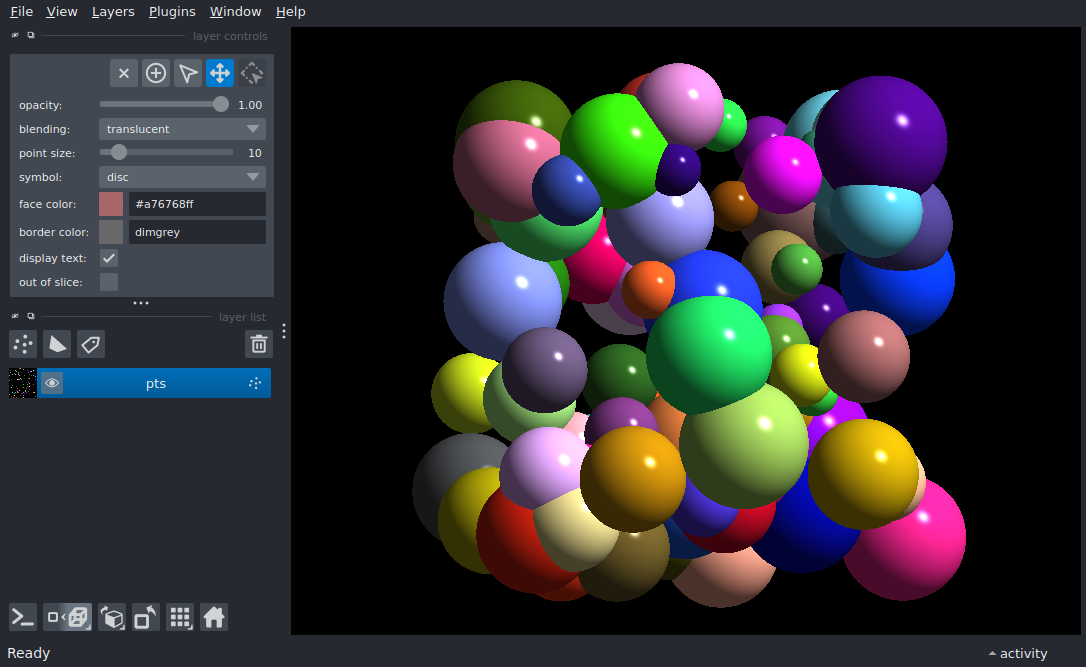 File View Layers Plugins Window Help
layer controls
opacity: 1.00
blending: translucent
point size: 10
symbol: disc
face color: #a76768ff
border color: dimgrey
display text:
out of slice:
layer list
pts
Ready
activity